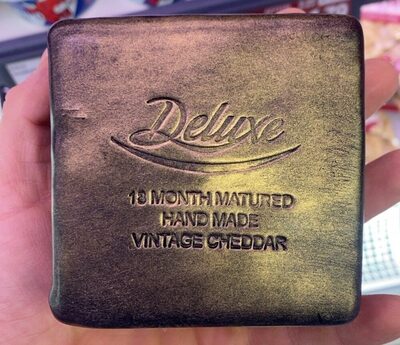 Deluxe
18 MONTH MATURED
HAND MADE
VINTAGE CHEDDAR